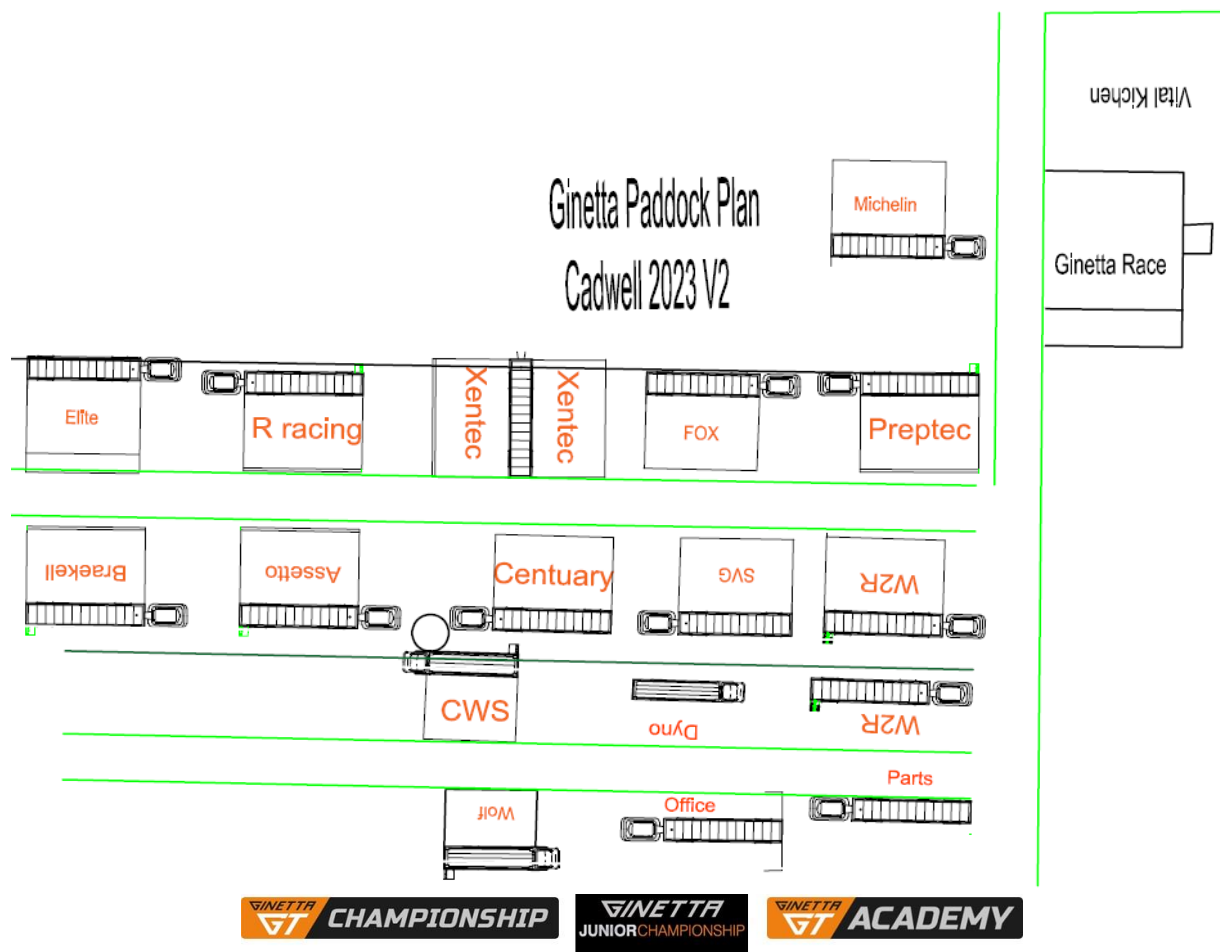 Vital Kichen
Ginetta Paddock Plan
Cadwell 2023 V2
Michelin
Ginetta Race
Elite
R racing
Xentec
Xentec
FOX
Preptec
Braekell
Assetto
Centuary
SVG
W2R
CWS
Dyno
W2R
Parts
Office
Wolf
GINETTA
GT CHAMPIONSHIP
GINETTA
JUNIOR CHAMPIONSHIP
GINETTA
GT ACADEMY